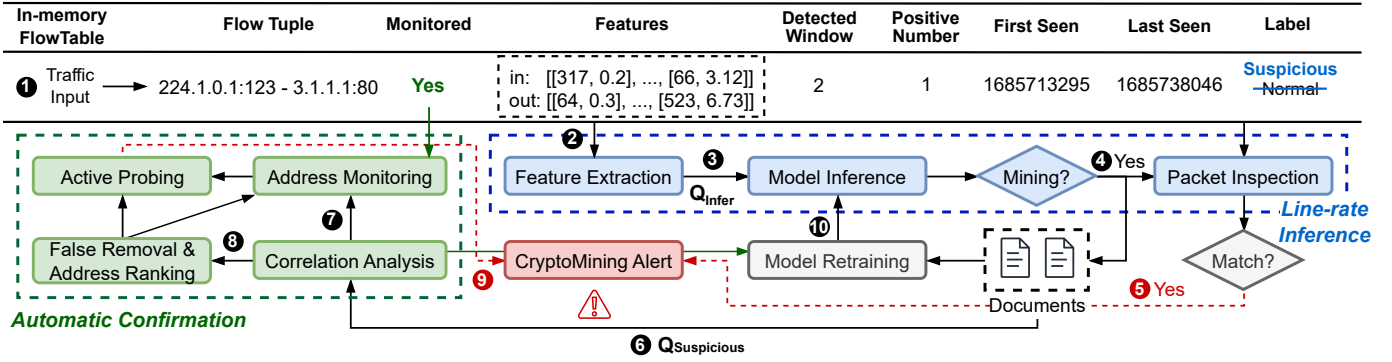 In-memory
FlowTable
Flow Tuple
Monitored
Features
Detected
Window
Positive
Number
First Seen
Last Seen
Label
1
Traffic
Input
224.1.0.1:123 - 3.1.1.1:80
Yes
in: [[317, 0.2], ..., [66, 3.12]]
out: [[64, 0.3], ..., [523, 6.73]]
2
1
1685713295
1685738046
Suspicious
Normal
2
3
4 Yes
Active Probing
Address Monitoring
Feature Extraction
QInfer
Model Inference
Mining?
Packet Inspection
Line-rate
Inference
7
8
10
False Removal &
Address Ranking
Correlation Analysis
CryptoMining Alert
Model Retraining
Match?
9
5 Yes
Documents
Automatic Confirmation
6 QSuspicious